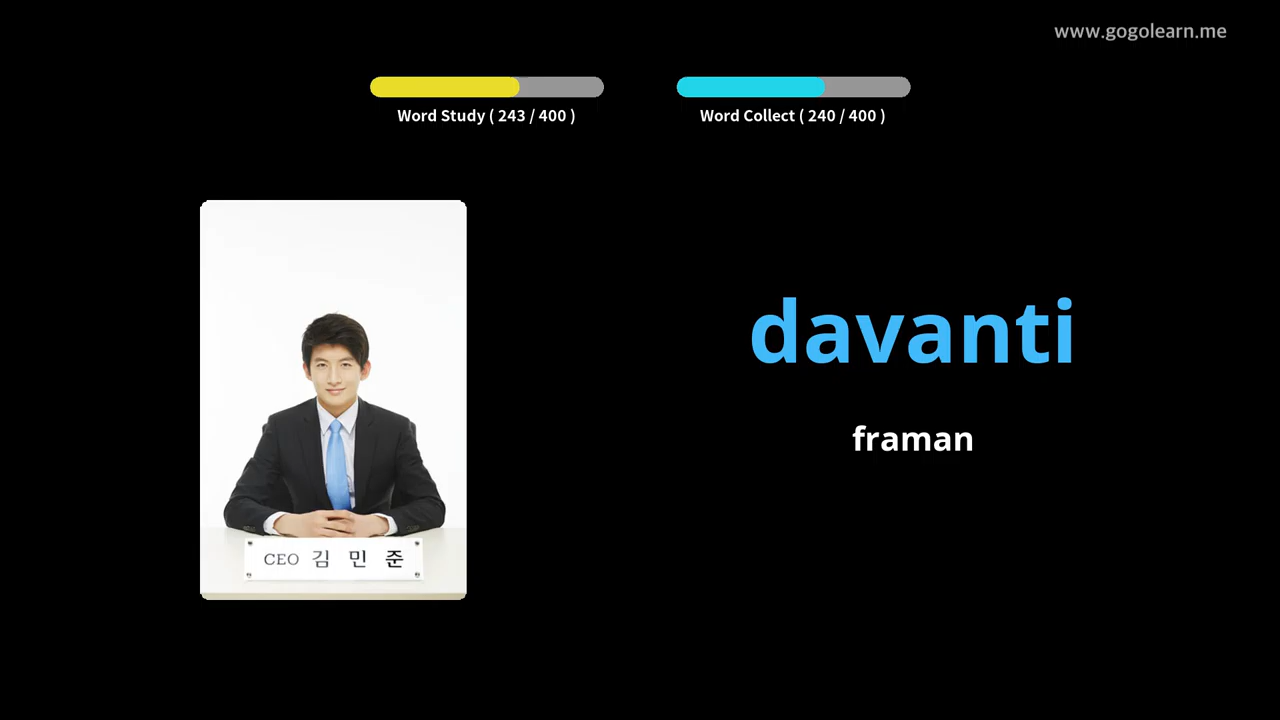 www.gogolearn.me
Word Study ( 243 / 400 )
Word Collect ( 240 / 400 )
davanti
framan
CEO 김 민 준